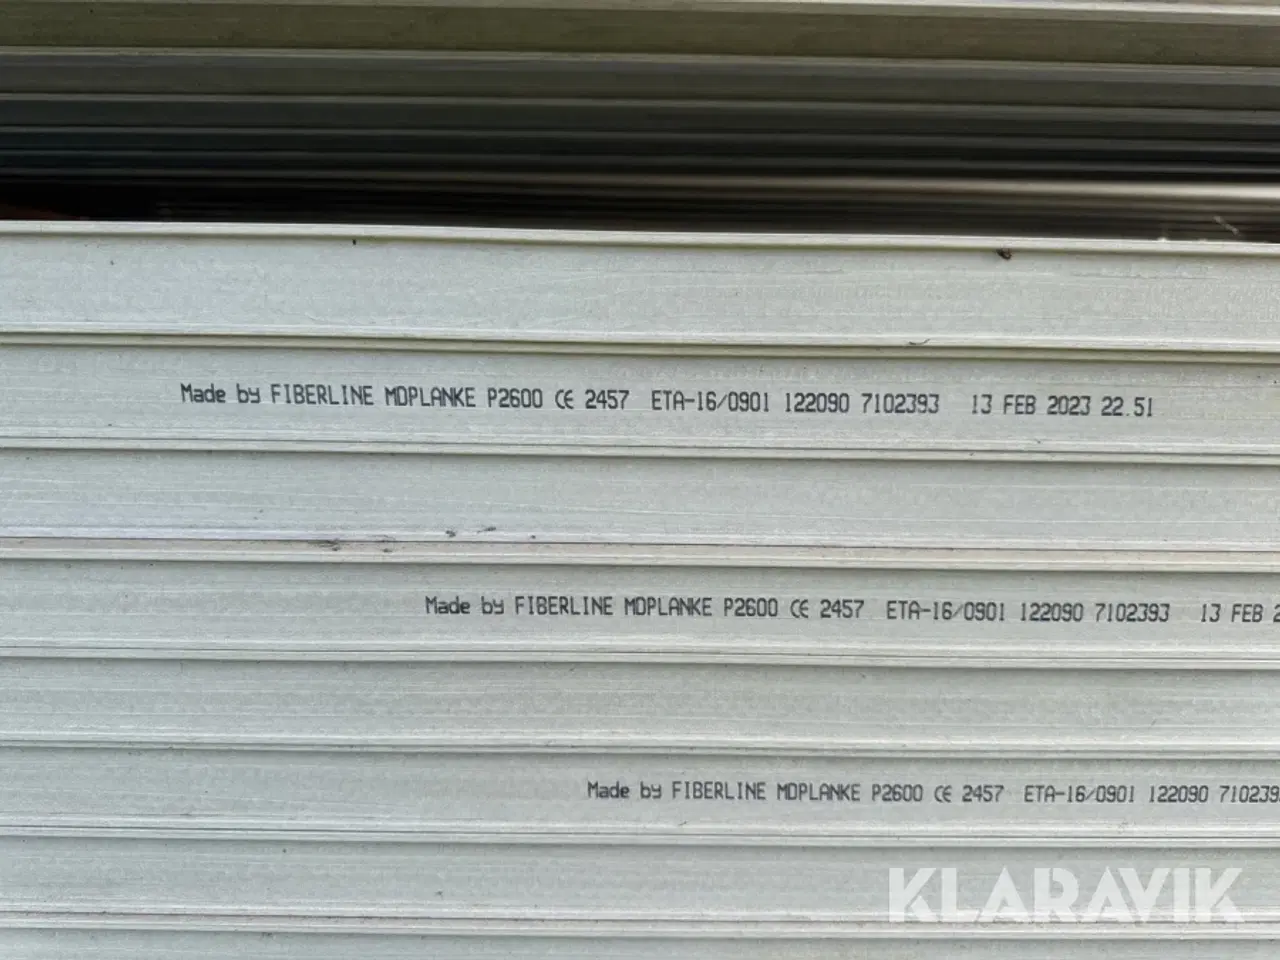 Made by FIBERLINE MDPLANKE P2600 CE 2457 ETA-16/0901 122090 7102393 13 FEB 2023 22.51
Made by FIBERLINE MDPLANKE P2600 CE 2457 ETA-16/0901 122090 7102393 13 FEB 2
Made by FIBERLINE MDPLANKE P2600 CE 2457 ETA-16/0901 122090 710239
KLARAVIK